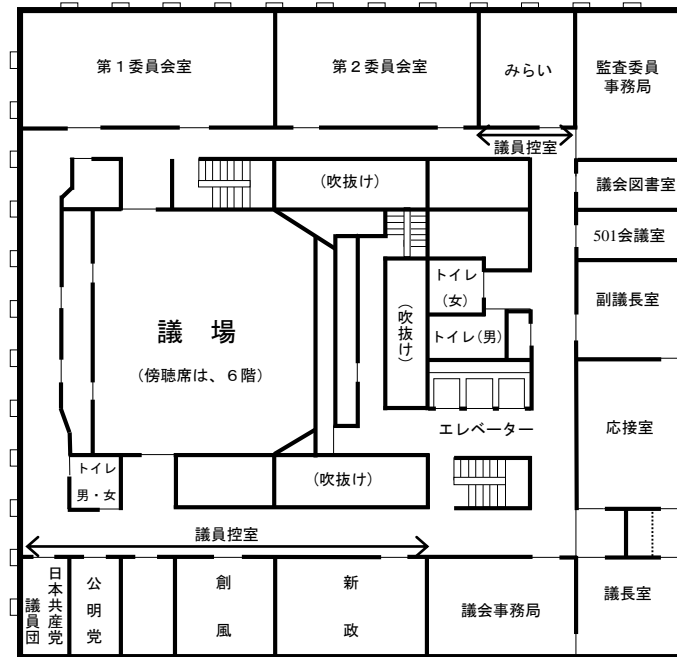 第１委員会室
第２委員会室
みらい
監査委員
事務局
議員控室
(吹抜け)
議会図書室
501会議室
トイレ
(女)
副議長室
(吹抜け)
トイレ(男)
議　場
(傍聴席は、６階)
エレベーター
応接室
トイレ
男・女
(吹抜け)
議員控室
日本共産党
議員団
公明党
創風
新政
議会事務局
議長室